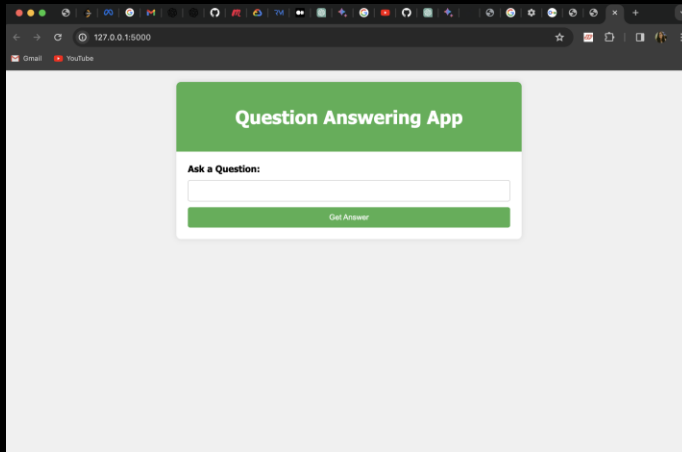 127.0.0.1:5000
Gmail YouTube
Question Answering App
Ask a Question:
Get Answer